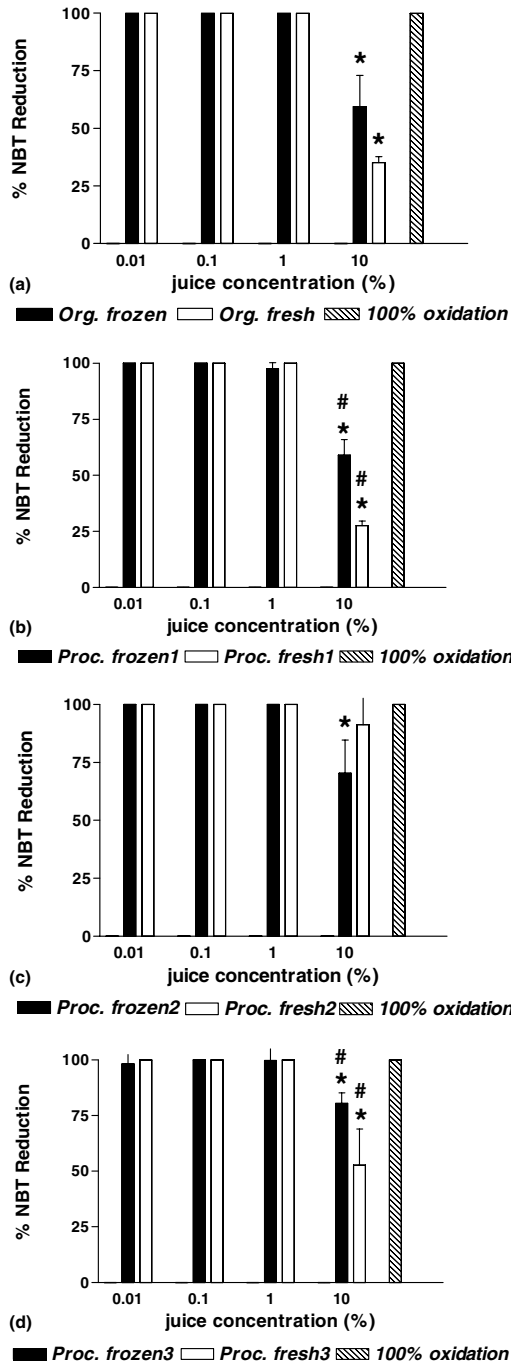 100
75
50
25
0
% NBT Reduction
* *
0.01 0.1 1 10
juice concentration (%)
(a)
Org. frozen Org. fresh 100% oxidation
100
75
50
25
0
% NBT Reduction
# #
* *
0.01 0.1 1 10
juice concentration (%)
(b)
Proc. frozen1 Proc. fresh1 100% oxidation
100
75
50
25
0
% NBT Reduction
*
0.01 0.1 1 10
juice concentration (%)
(c)
Proc. frozen2 Proc. fresh2 100% oxidation
100
75
50
25
0
% NBT Reduction
# #
* *
0.01 0.1 1 10
juice concentration (%)
(d)
Proc. frozen3 Proc. fresh3 100% oxidation